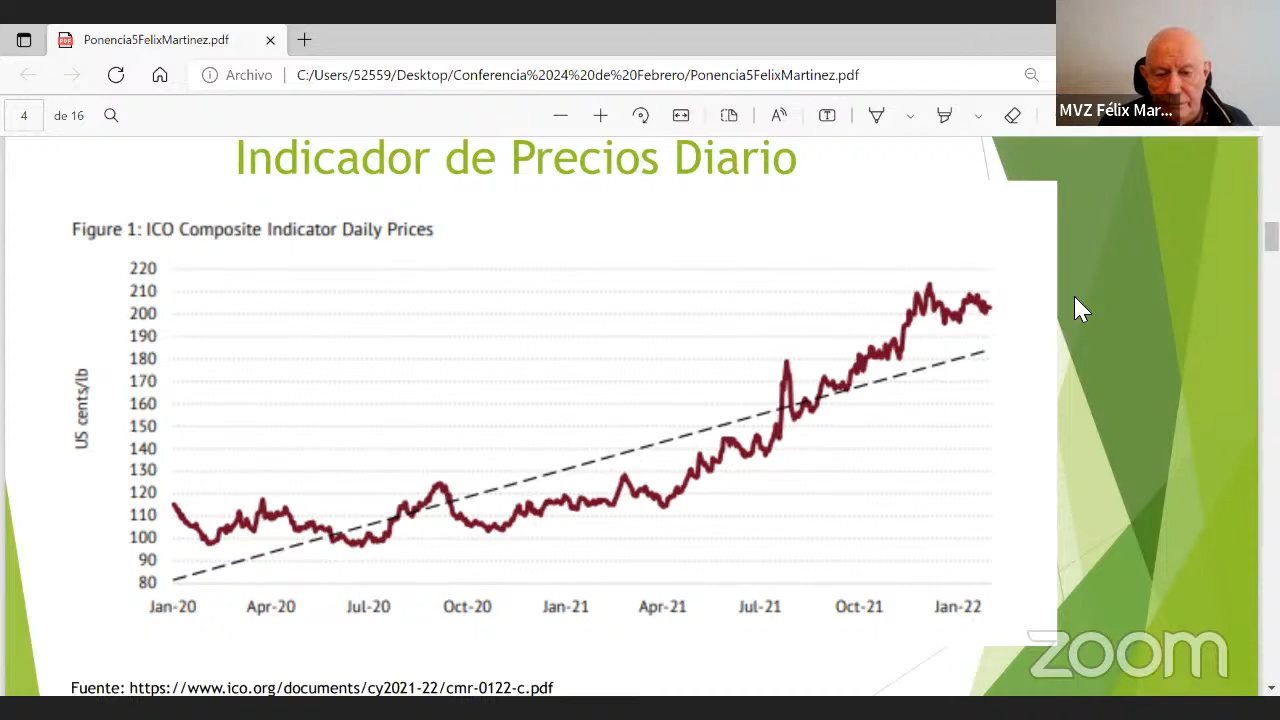 Ponencia5FelixMartinez.pdf
Archivo
C:/Users/52559/Desktop/Conferencia%2024%20de%20Febrero/Ponencia5FelixMartinez.pdf
4 de 16
MVZ Félix Mar...
Indicador de Precios Diario
Figure 1: ICO Composite Indicator Daily Prices
US cents/lb
220
210
200
190
180
170
160
150
140
130
120
110
100
90
80
Jan-20 Apr-20 Jul-20 Oct-20 Jan-21 Apr-21 Jul-21 Oct-21 Jan-22
Fuente: https://www.ico.org/documents/cy2021-22/cmr-0122-c.pdf
zoom